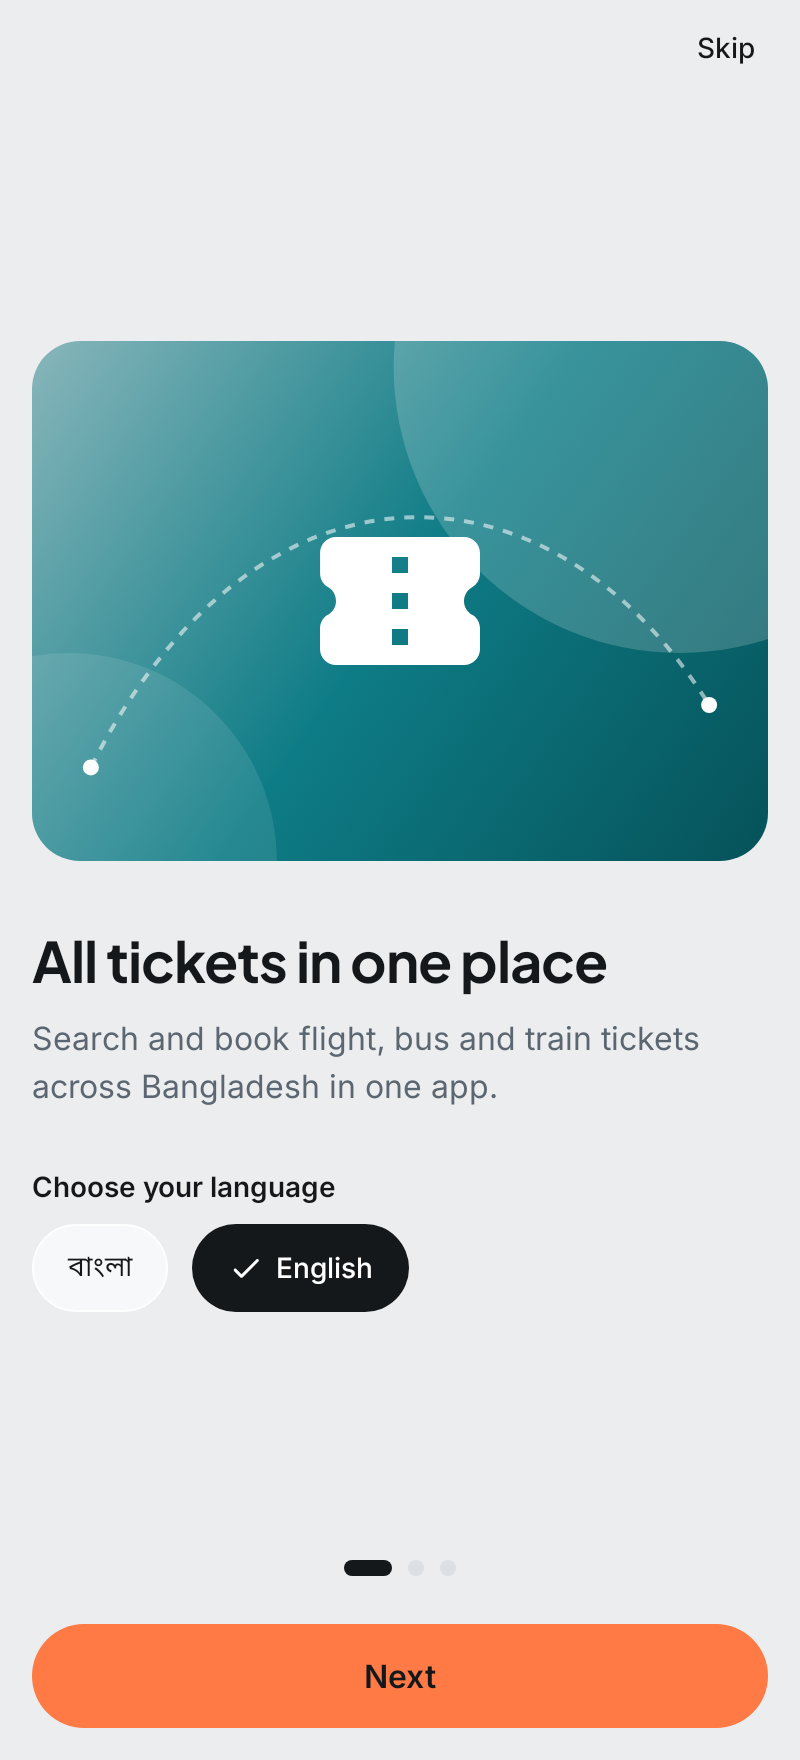 Skip
All tickets in one place
Search and book flight, bus and train tickets
across Bangladesh in one app.
Choose your language
বাংলা
English
Next